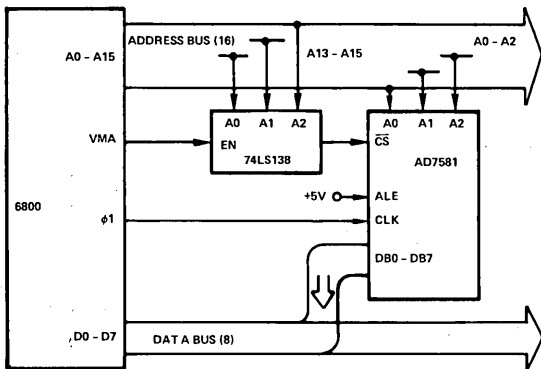 ADDRESS BUS (16)
A0 – A15
A13 – A15
A0 – A2
A0 A1 A2
A0 A1 A2
VMA
EN
CS
74LS138
AD7581
+5V
ALE
6800
ϕ1
CLK
DB0 – DB7
D0 – D7
DAT A BUS (8)